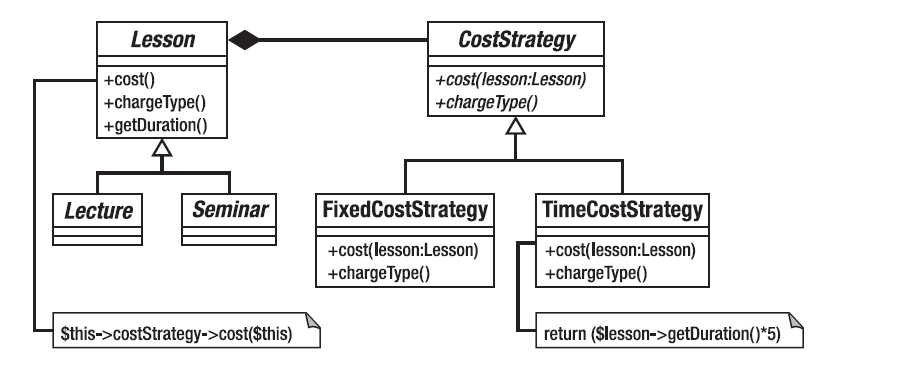 Lesson
+cost()
+chargeType()
+getDuration()
CostStrategy
+cost(lesson:Lesson)
+chargeType()
Lecture
Seminar
FixedCostStrategy
+cost(lesson:Lesson)
+chargeType()
TimeCostStrategy
+cost(lesson:Lesson)
+chargeType()
$this->costStrategy->cost($this)
return ($lesson->getDuration()*5)